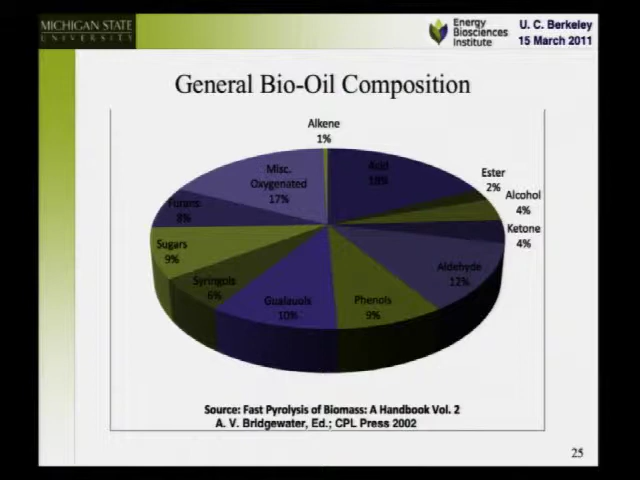 MICHIGAN STATE
UNIVERSITY
Energy
Biosciences
Institute
U. C. Berkeley
15 March 2011
General Bio-Oil Composition
Alkene
1%
Acid
18%
Ester
2%
Alcohol
4%
Ketone
4%
Aldehyde
12%
Phenols
9%
Guaiauols
10%
Syringols
6%
Sugars
9%
Furans
8%
Misc.
Oxygenated
17%
Source: Fast Pyrolysis of Biomass: A Handbook Vol. 2
A. V. Bridgewater, Ed.; CPL Press 2002
25